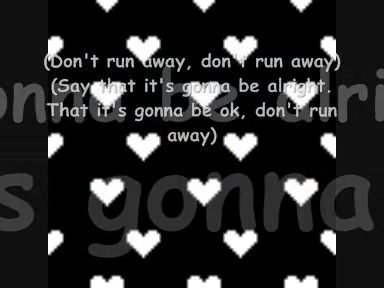 (Don't run away, don't run away)
(Say that it's gonna be alright.
That it's gonna be ok, don't run
away)